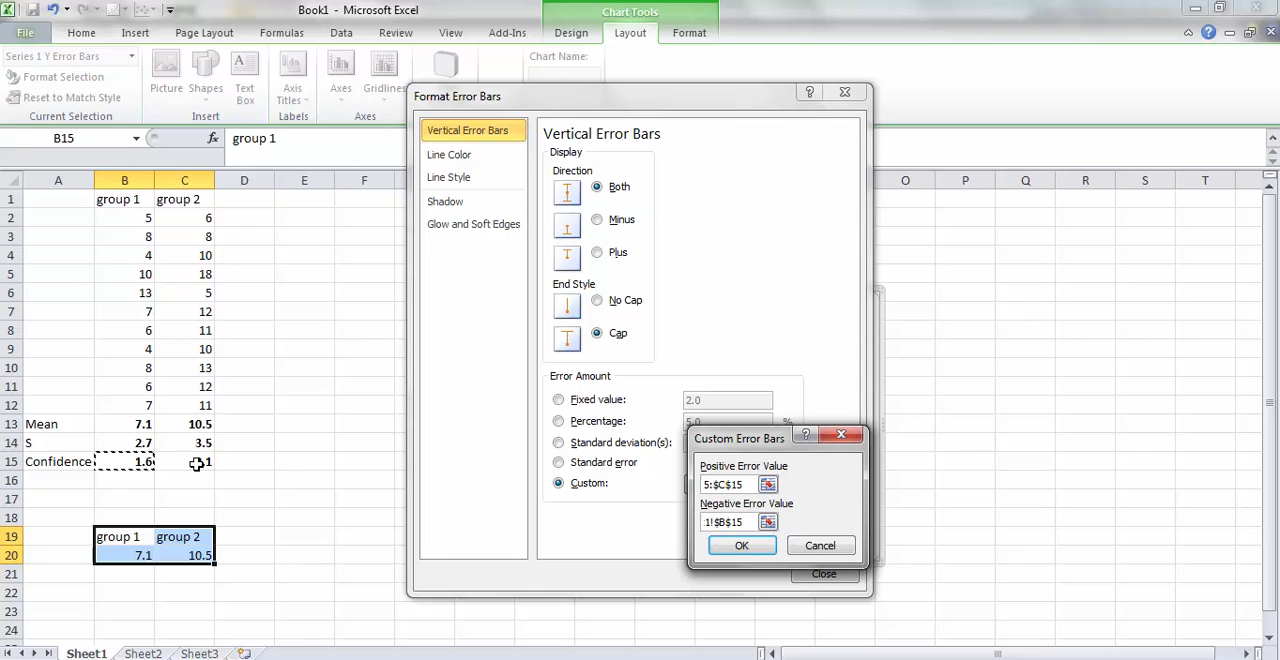 Book1 - Microsoft Excel
Chart Tools
File Home Insert Page Layout Formulas Data Review View Add-Ins Design Layout Format
Series 1 Y Error Bars
Format Selection
Reset to Match Style
Current Selection
Picture Shapes Text Box
Insert
Axis Titles
Labels
Axes Gridlines
Axes
Chart Name:
B15 fx group 1
A B C D E F O P Q R S T
1 group 1 group 2
2 5 6
3 8 8
4 4 10
5 10 18
6 13 5
7 7 12
8 6 11
9 4 10
10 8 13
11 6 12
12 7 11
13 Mean 7.1 10.5
14 S 2.7 3.5
15 Confidence 1.6
16
17
18
19 group 1 group 2
20 7.1 10.5
21
22
23
24
Sheet1 Sheet2 Sheet3
Format Error Bars
Vertical Error Bars
Line Color
Line Style
Shadow
Glow and Soft Edges
Vertical Error Bars
Display
Direction
Both
Minus
Plus
End Style
No Cap
Cap
Error Amount
Fixed value: 2.0
Percentage: 5.0 %
Standard deviation(s):
Standard error
Custom:
Close
Custom Error Bars
Positive Error Value
5:$C$15
Negative Error Value
1!$B$15
OK Cancel